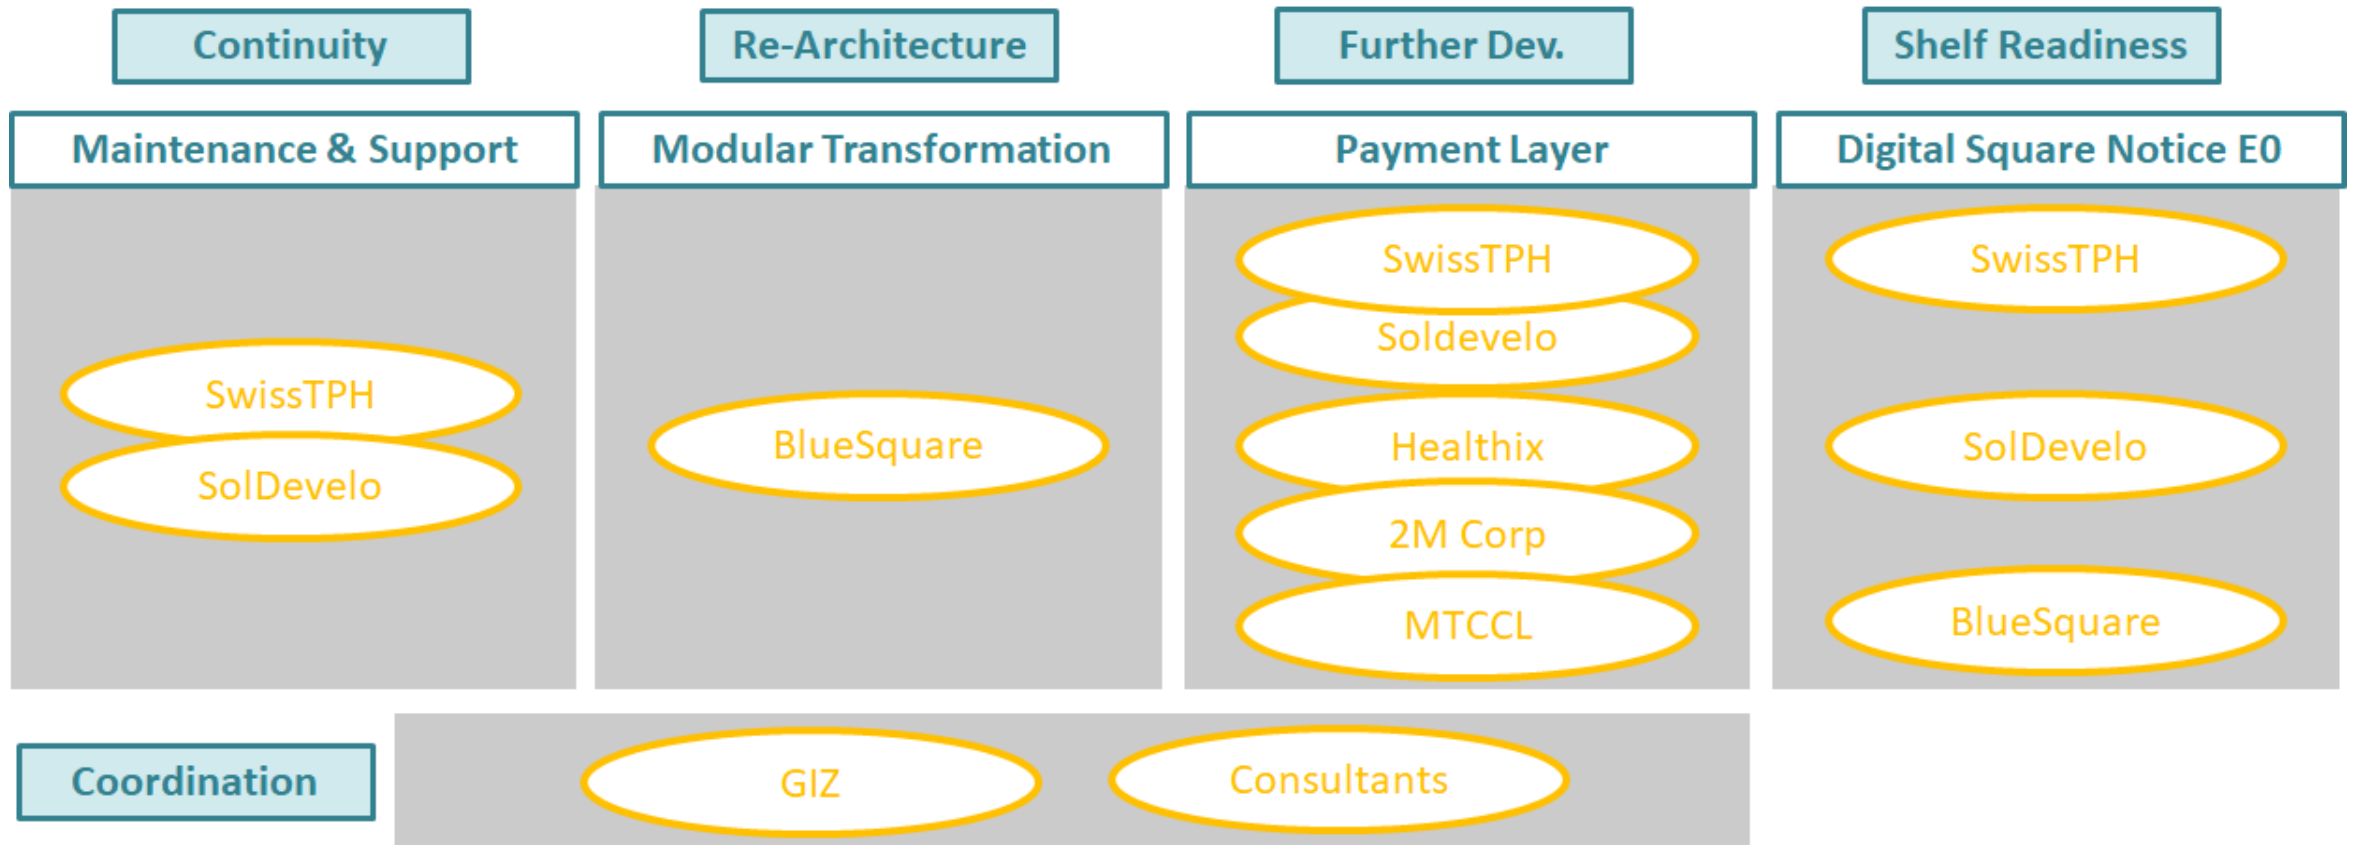 Continuity
Re-Architecture
Further Dev.
Shelf Readiness
Maintenance & Support
Modular Transformation
Payment Layer
Digital Square Notice E0
SwissTPH
SolDevelo
BlueSquare
SwissTPH
Soldevelo
Healthix
2M Corp
MTCCL
SwissTPH
SolDevelo
BlueSquare
Coordination
GIZ
Consultants